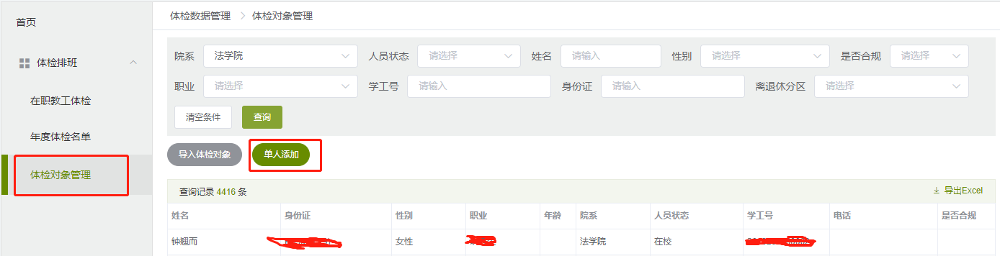 首页
体检数据管理 > 体检对象管理
体检排班
在职教工体检
年度体检名单
体检对象管理
院系 法学院 人员状态 请选择 姓名 请输入 性别 请选择 是否合规 请选择
职业 请选择 学工号 请输入 身份证 请输入 离退休分区 请选择
清空条件 查询
导入体检对象 单人添加
查询记录 4416 条 导出Excel
姓名 身份证 性别 职业 年龄 院系 人员状态 学工号 电话 是否合规
钟翘而 女性 法学院 在校